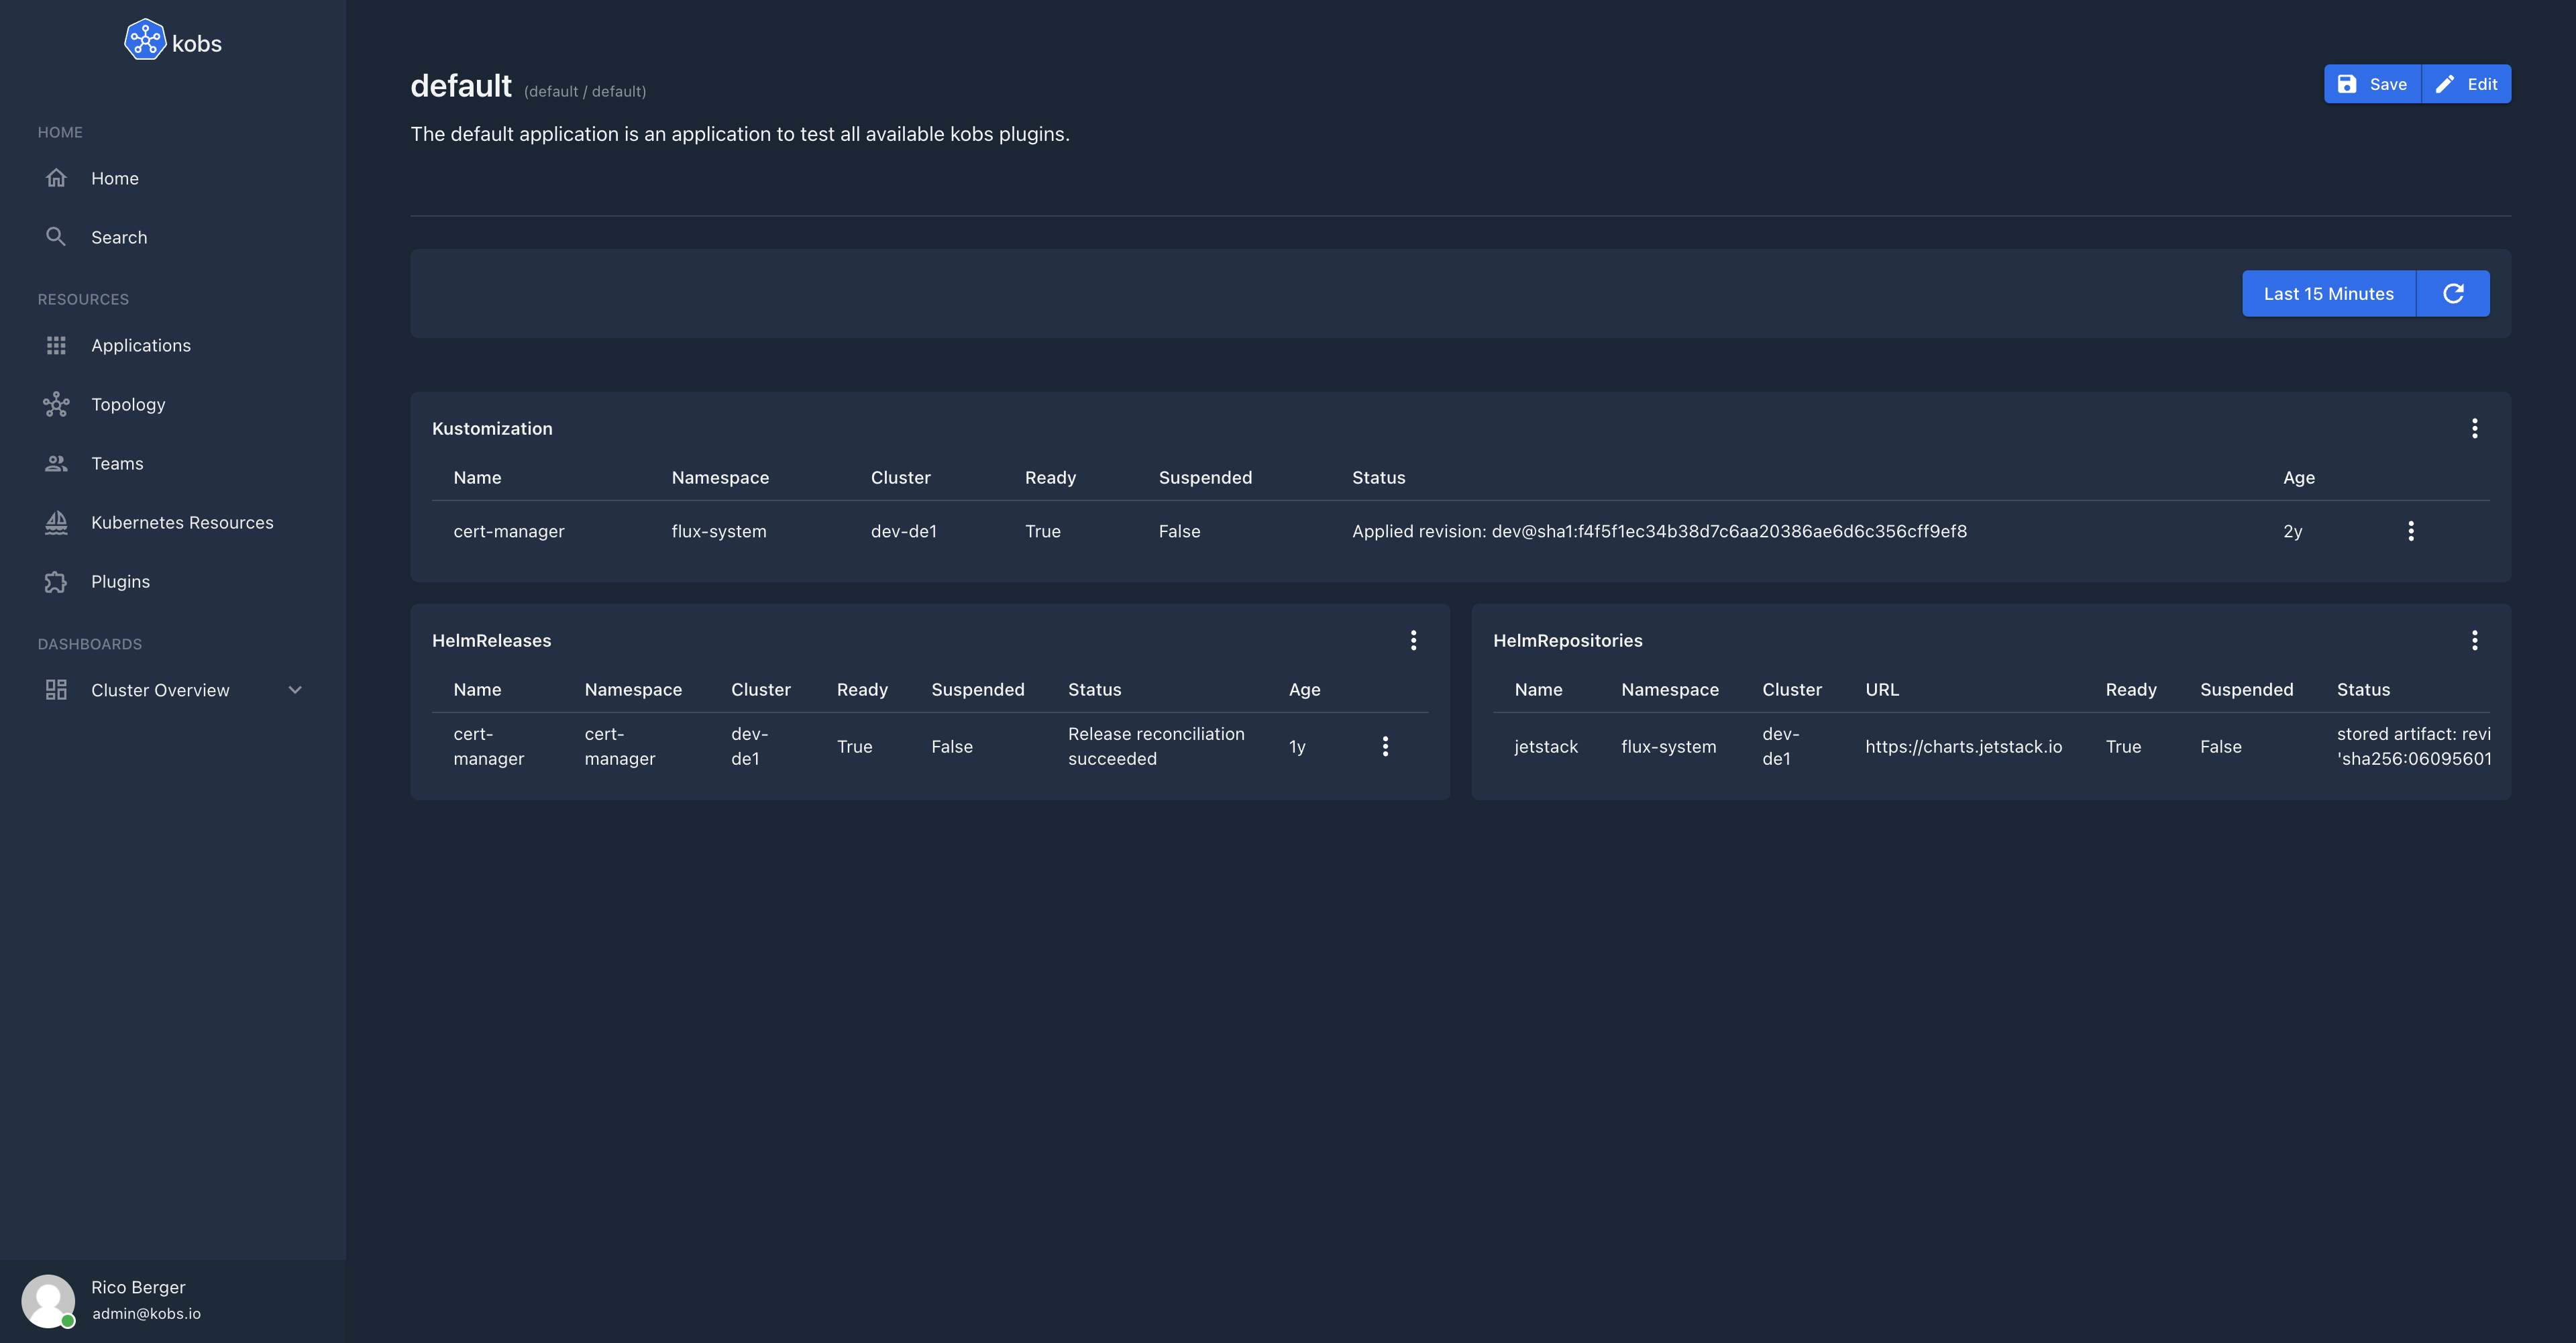 kobs
HOME
Home
Search
RESOURCES
Applications
Topology
Teams
Kubernetes Resources
Plugins
DASHBOARDS
Cluster Overview
Rico Berger
admin@kobs.io
default (default / default)
Save Edit
The default application is an application to test all available kobs plugins.
Last 15 Minutes
Kustomization
Name Namespace Cluster Ready Suspended Status Age
cert-manager flux-system dev-de1 True False Applied revision: dev@sha1:f4f5f1ec34b38d7c6aa20386ae6d6c356cff9ef8 2y
HelmReleases
Name Namespace Cluster Ready Suspended Status Age
cert-manager cert-manager dev-de1 True False Release reconciliation succeeded 1y
HelmRepositories
Name Namespace Cluster URL Ready Suspended Status
jetstack flux-system dev-de1 https://charts.jetstack.io True False stored artifact: revi 'sha256:06095601